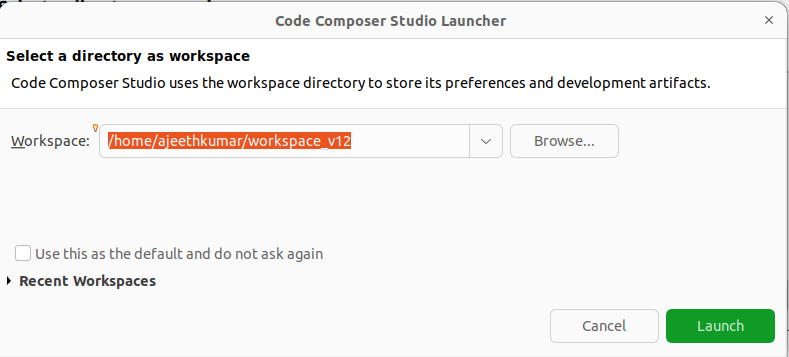 Code Composer Studio Launcher
Select a directory as workspace
Code Composer Studio uses the workspace directory to store its preferences and development artifacts.
Workspace: /home/ajeethkumar/workspace_v12 Browse...
Use this as the default and do not ask again
Recent Workspaces
Cancel Launch